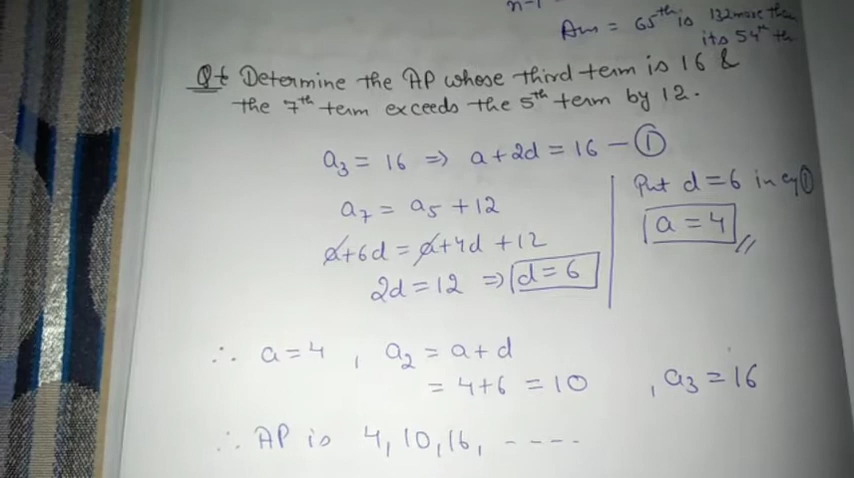 n-1
Ans = 65th is 132 more than
its 54th
Q† Determine the AP whose third term is 16 &
the 7th term exceeds the 5th term by 12.
a₃ = 16 ⇒ a+2d = 16 — ①
a₇ = a₅ + 12
a+6d = a+4d +12
2d = 12 ⇒ d = 6
Put d = 6 in eq ①
a = 4
∴ a = 4 , a₂ = a + d
= 4+6 = 10 , a₃ = 16
∴ AP is 4, 10, 16, - - - -